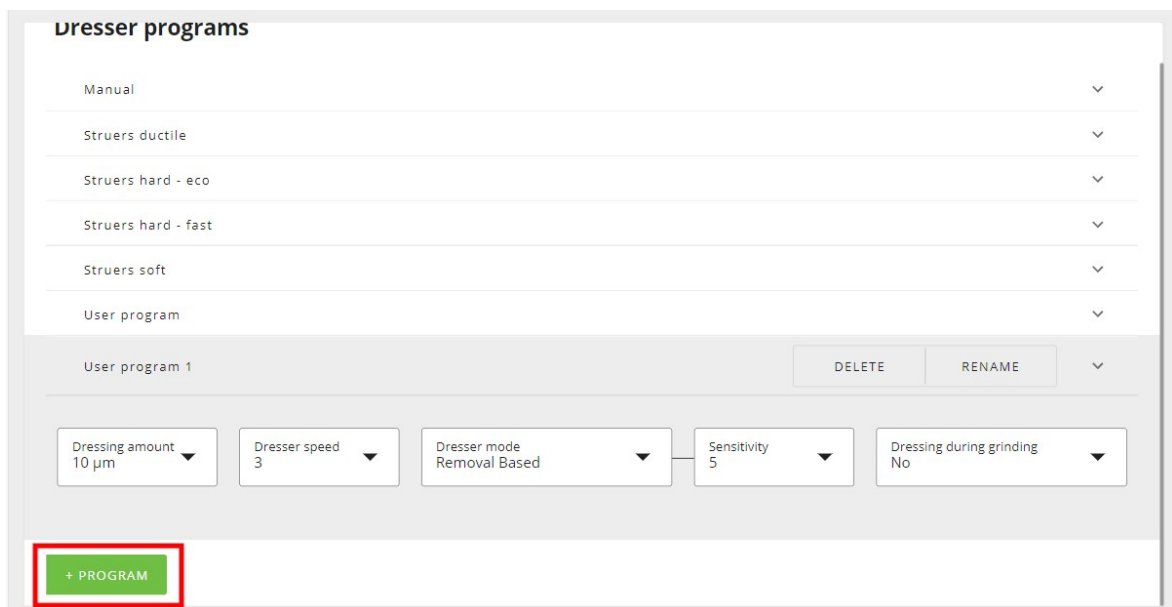 Dresser programs
Manual
Struers ductile
Struers hard - eco
Struers hard - fast
Struers soft
User program
User program 1 DELETE RENAME
Dressing amount Dresser speed Dresser mode Sensitivity Dressing during grinding
10 µm 3 Removal Based 5 No
+ PROGRAM